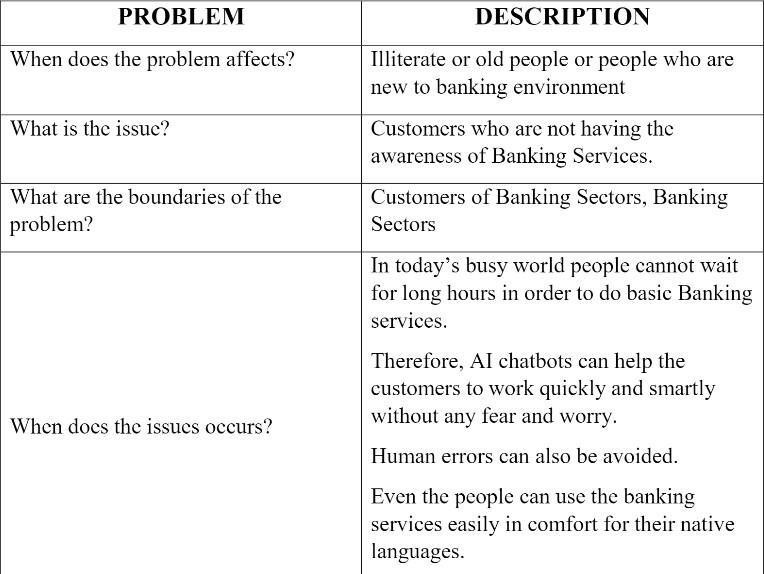 PROBLEM
DESCRIPTION
When does the problem affects?
Illiterate or old people or people who are
new to banking environment
What is the issue?
Customers who are not having the
awareness of Banking Services.
What are the boundaries of the
problem?
Customers of Banking Sectors, Banking
Sectors
When does the issues occurs?
In today’s busy world people cannot wait
for long hours in order to do basic Banking
services.
Therefore, AI chatbots can help the
customers to work quickly and smartly
without any fear and worry.
Human errors can also be avoided.
Even the people can use the banking
services easily in comfort for their native
languages.